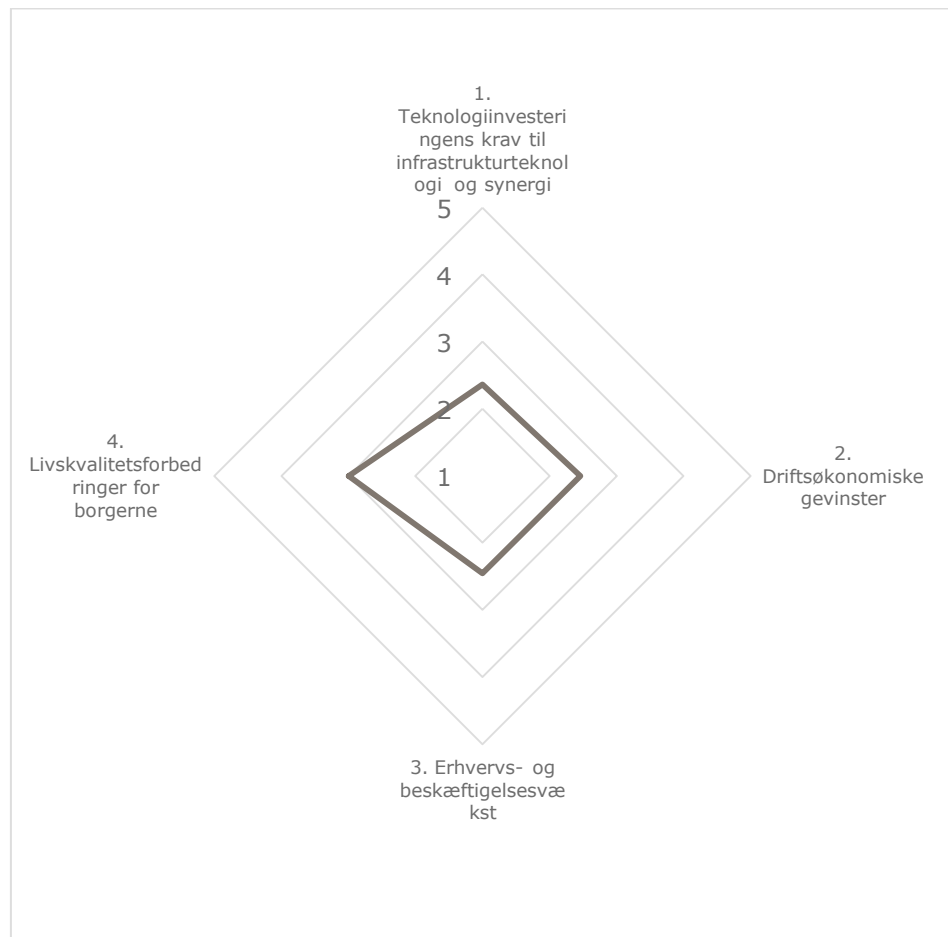 1.
Teknologiinvesteri
ngens krav til
infrastrukturteknol
ogi og synergi
5
4
3
2
1
4.
Livskvalitetsforbed
ringer for
borgerne
2.
Driftsøkonomiske
gevinster
3. Erhvervs- og
beskæftigelsesvæ
kst